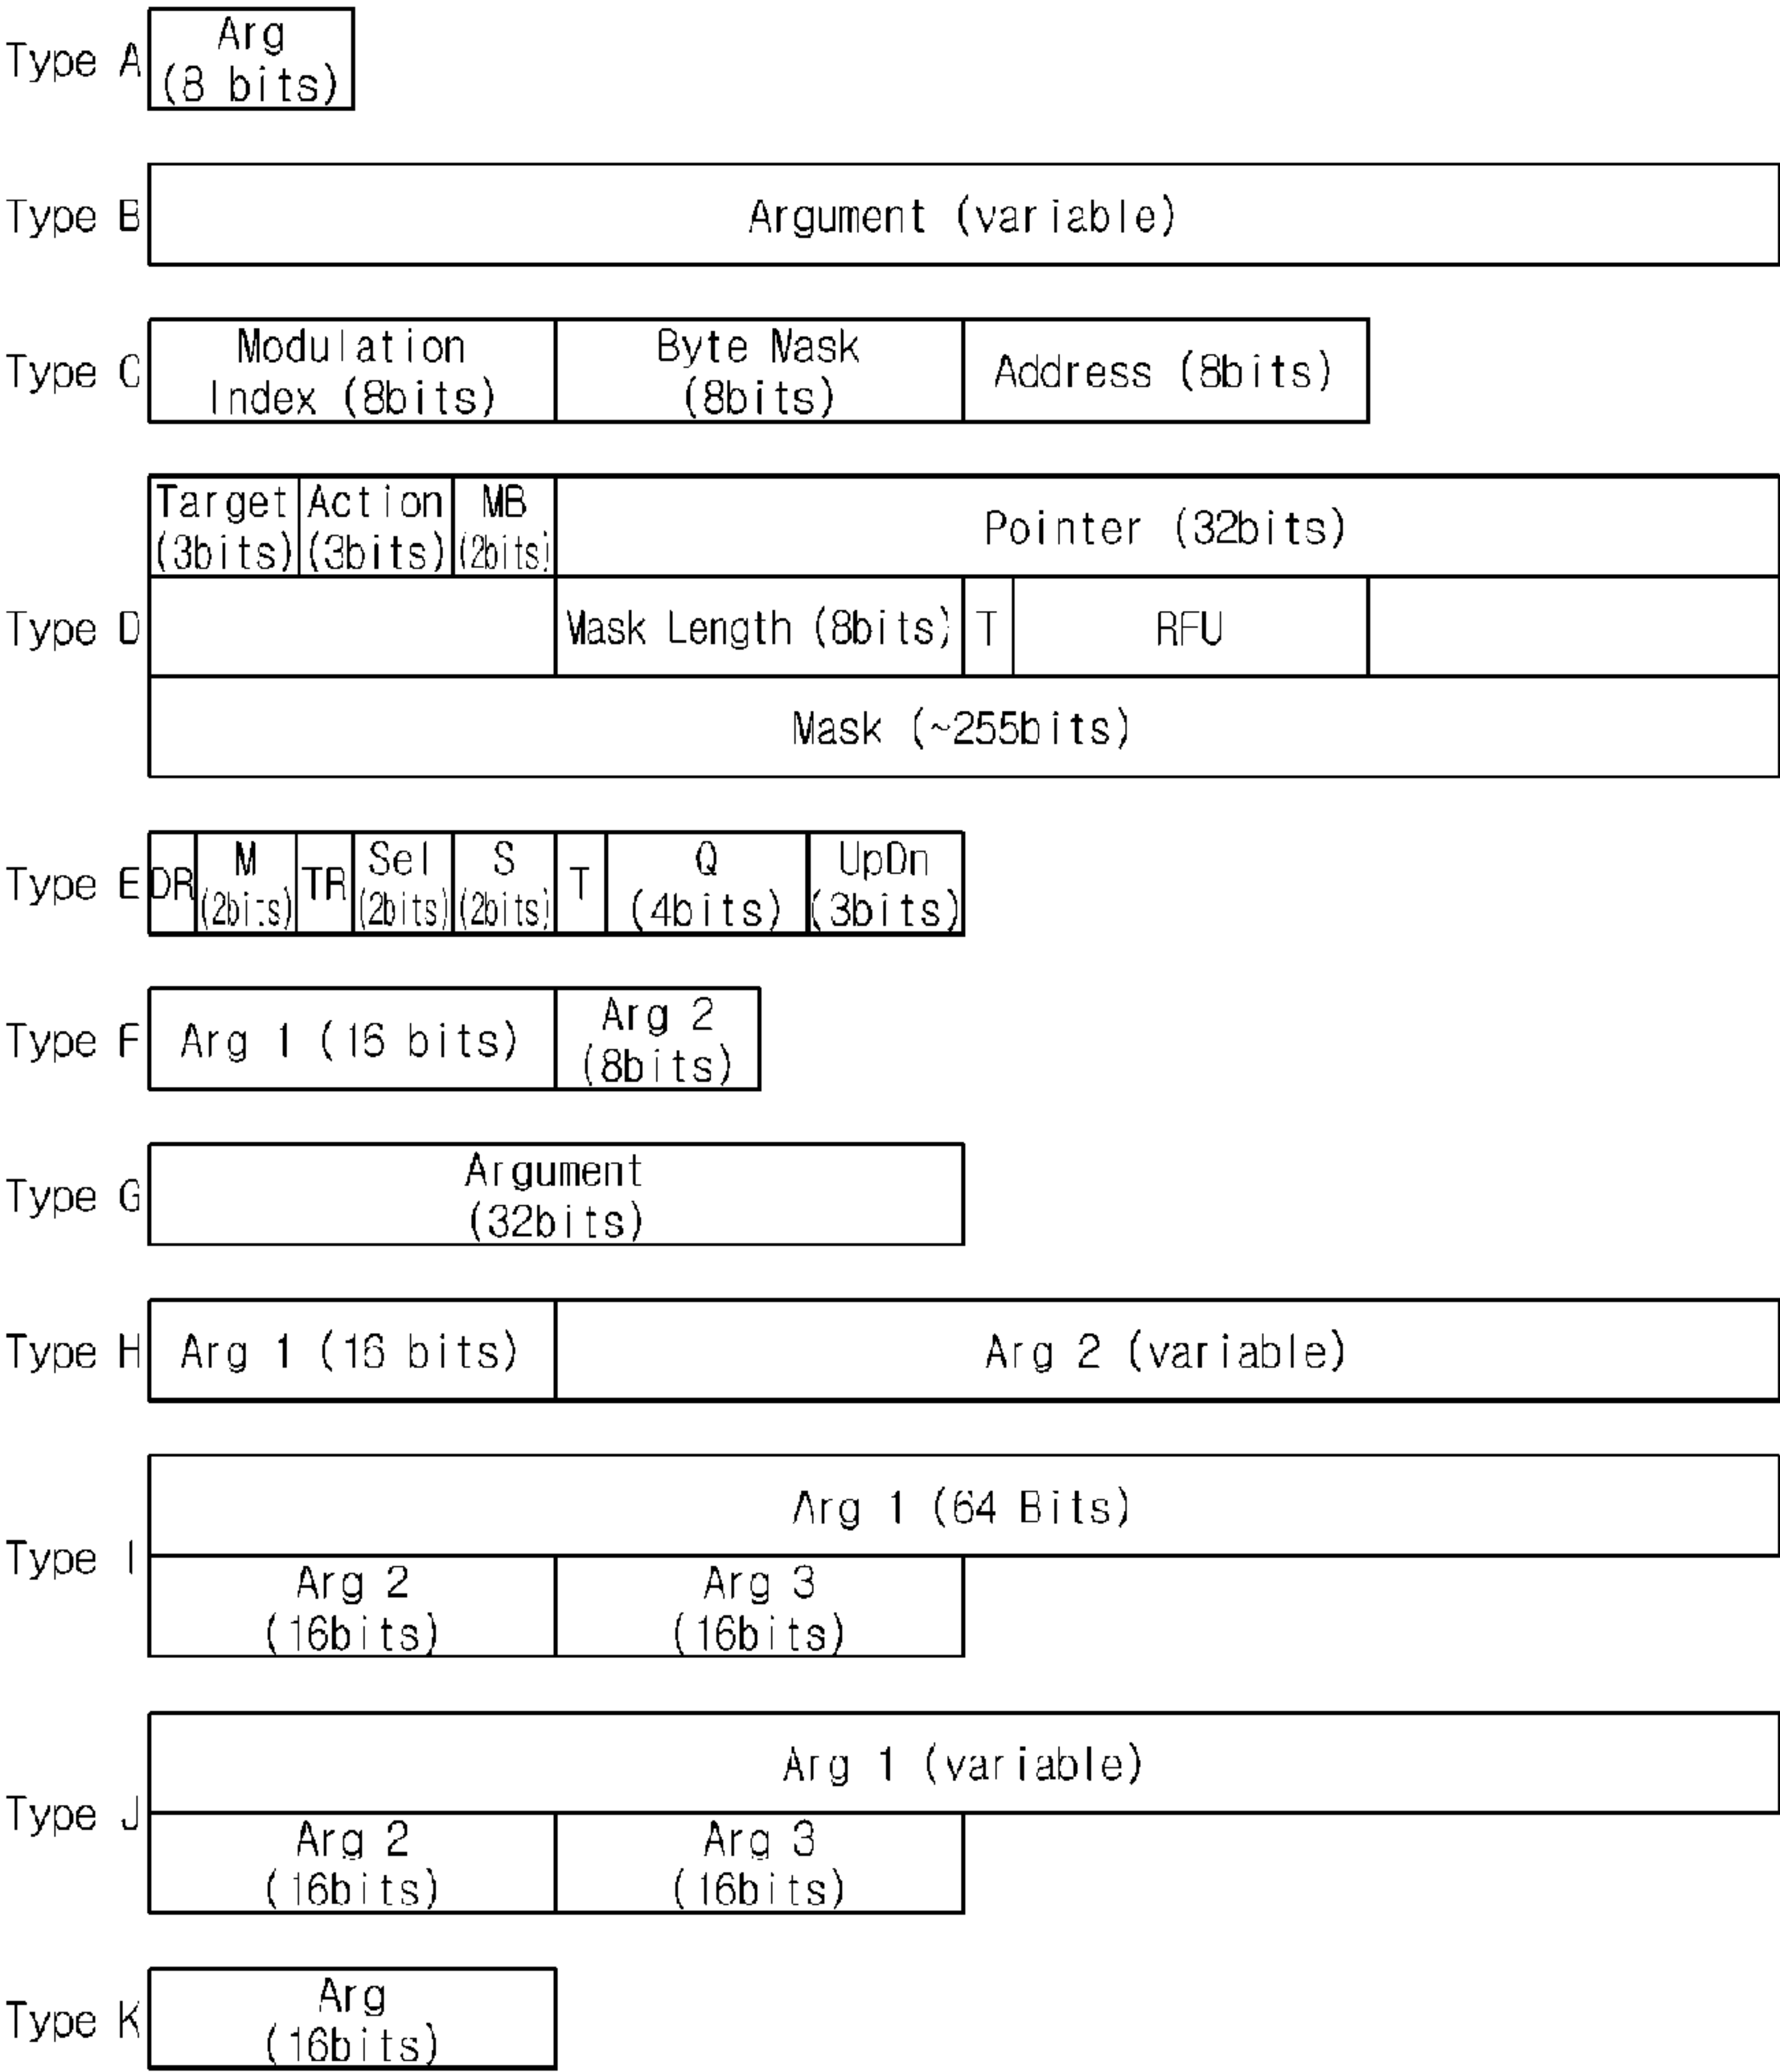 Type A
Arg
(8 bits)
Type B
Argument (variable)
Type C
Modulation
Index (8bits)
Byte Mask
(8bits)
Address (8bits)
Type D
Target
(3bits)
Action
(3bits)
MB
(2bits)
Pointer (32bits)
Mask Length (8bits)
T
RFU
Mask (~255bits)
Type E
DR
M
(2bits)
TR
Sel
(2bits)
S
(2bits)
T
Q
(4bits)
UpDn
(3bits)
Type F
Arg 1 (16 bits)
Arg 2
(8bits)
Type G
Argument
(32bits)
Type H
Arg 1 (16 bits)
Arg 2 (variable)
Type I
Arg 1 (64 Bits)
Arg 2
(16bits)
Arg 3
(16bits)
Type J
Arg 1 (variable)
Arg 2
(16bits)
Arg 3
(16bits)
Type K
Arg
(16bits)